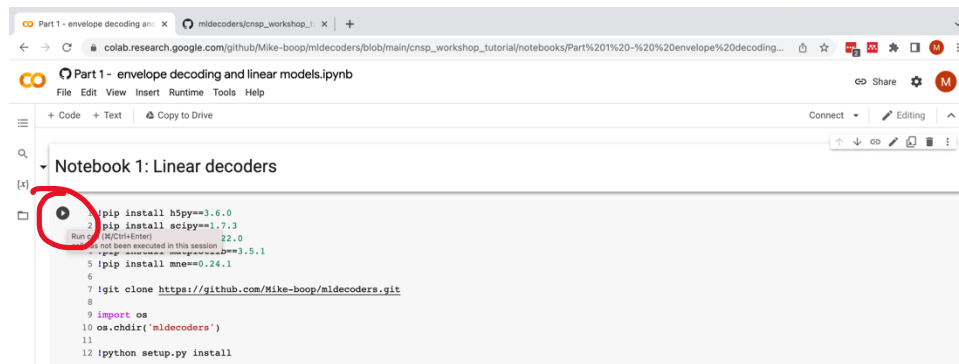 Part 1 - envelope decoding and
mldecoders/cnsp_workshop_t
colab.research.google.com/github/Mike-boop/mldecoders/blob/main/cnsp_workshop_tutorial/notebooks/Part%201%20-%20%20envelope%20decoding...
2
M
Part 1 - envelope decoding and linear models.ipynb
Share
M
File Edit View Insert Runtime Tools Help
+ Code + Text Copy to Drive
Connect
Editing
Notebook 1: Linear decoders
{x}
1 !pip install h5py==3.6.0
2 !pip install scipy==1.7.3
22.0
Run cell (⌘/Ctrl+Enter)
not been executed in this session
==3.5.1
5 !pip install mne==0.24.1
6
7 !git clone https://github.com/Mike-boop/mldecoders.git
8
9 import os
10 os.chdir('mldecoders')
11
12 !python setup.py install